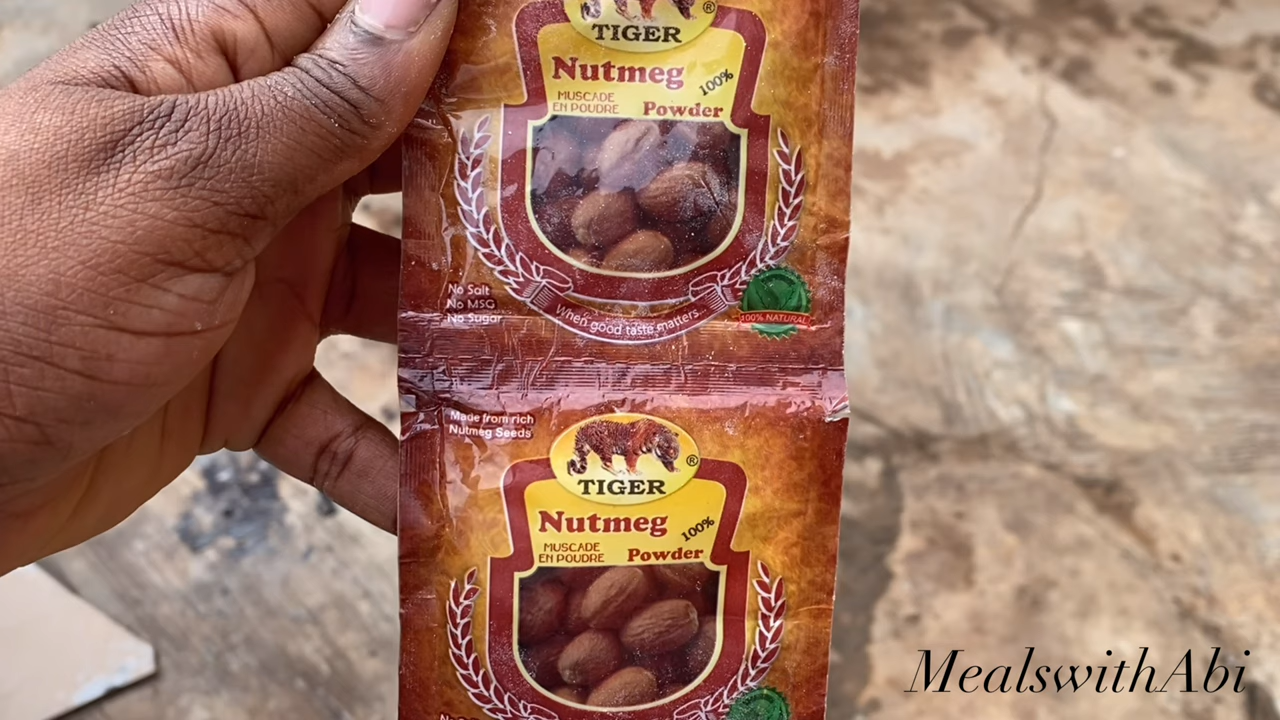 TIGER
®
Nutmeg
100%
MUSCADE
EN POUDRE
Powder
No Salt
No MSG
No Sugar
When good taste matters...
100% NATURAL
Made from rich
Nutmeg Seeds
TIGER
®
Nutmeg
100%
MUSCADE
EN POUDRE
Powder
MealswithAbi